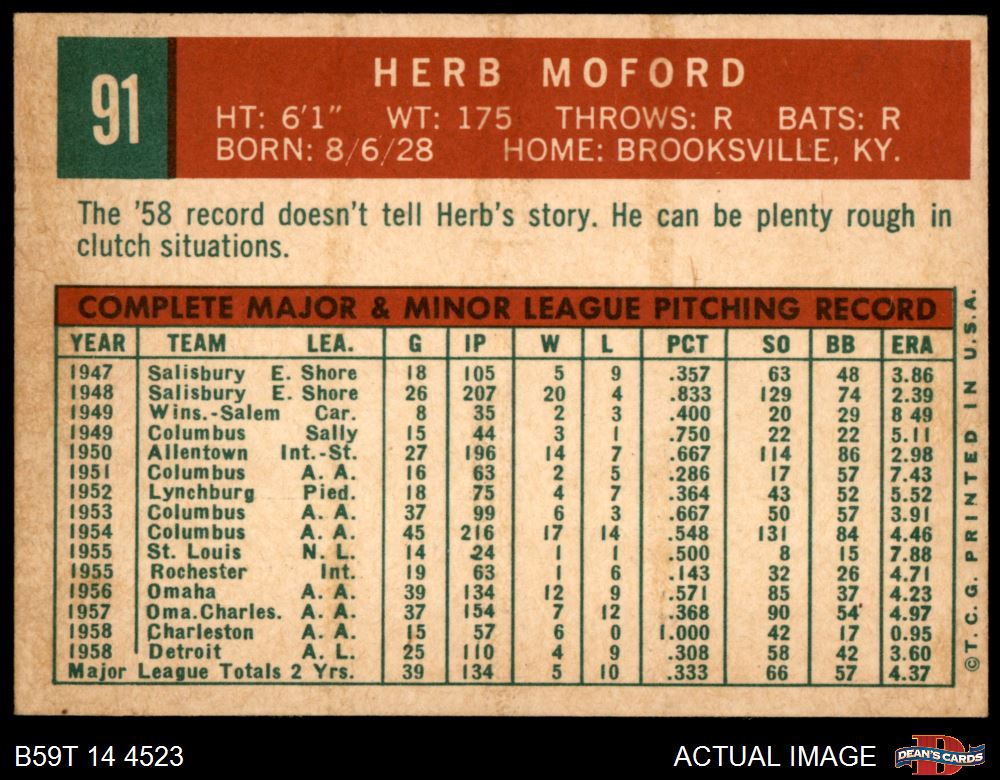 91
HERB MOFORD
HT: 6'1" WT: 175 THROWS: R BATS: R
BORN: 8/6/28 HOME: BROOKSVILLE, KY.
The '58 record doesn't tell Herb's story. He can be plenty rough in
clutch situations.
COMPLETE MAJOR & MINOR LEAGUE PITCHING RECORD
YEAR TEAM LEA. G IP W L PCT SO BB ERA
1947 Salisbury E. Shore 18 105 5 9 .357 63 48 3.86
1948 Salisbury E. Shore 26 207 20 4 .833 129 74 2.39
1949 Wins.-Salem Car. 8 35 2 3 .400 20 29 8 49
1949 Columbus Sally 15 44 3 1 .750 22 22 5.11
1950 Allentown Int.-St. 27 196 14 7 .667 114 86 2.98
1951 Columbus A. A. 16 63 2 5 .286 17 57 7.43
1952 Lynchburg Pied. 18 75 4 7 .364 43 52 5.52
1953 Columbus A. A. 37 99 6 3 .667 50 57 3.91
1954 Columbus A. A. 45 216 17 14 .548 131 84 4.46
1955 St. Louis N. L. 14 24 1 1 .500 8 15 7.88
1955 Rochester Int. 19 63 1 6 .143 32 26 4.71
1956 Omaha A. A. 39 134 12 9 .571 85 37 4.23
1957 Oma.Charles. A. A. 37 154 7 12 .368 90 54 4.97
1958 Charleston A. A. 15 57 6 0 1.000 42 17 0.95
1958 Detroit A. L. 25 110 4 9 .308 58 42 3.60
Major League Totals 2 Yrs. 39 134 5 10 .333 66 57 4.37
©T. C. G. PRINTED IN U.S.A.
B59T 14 4523
ACTUAL IMAGE
D
DEAN'S CARDS